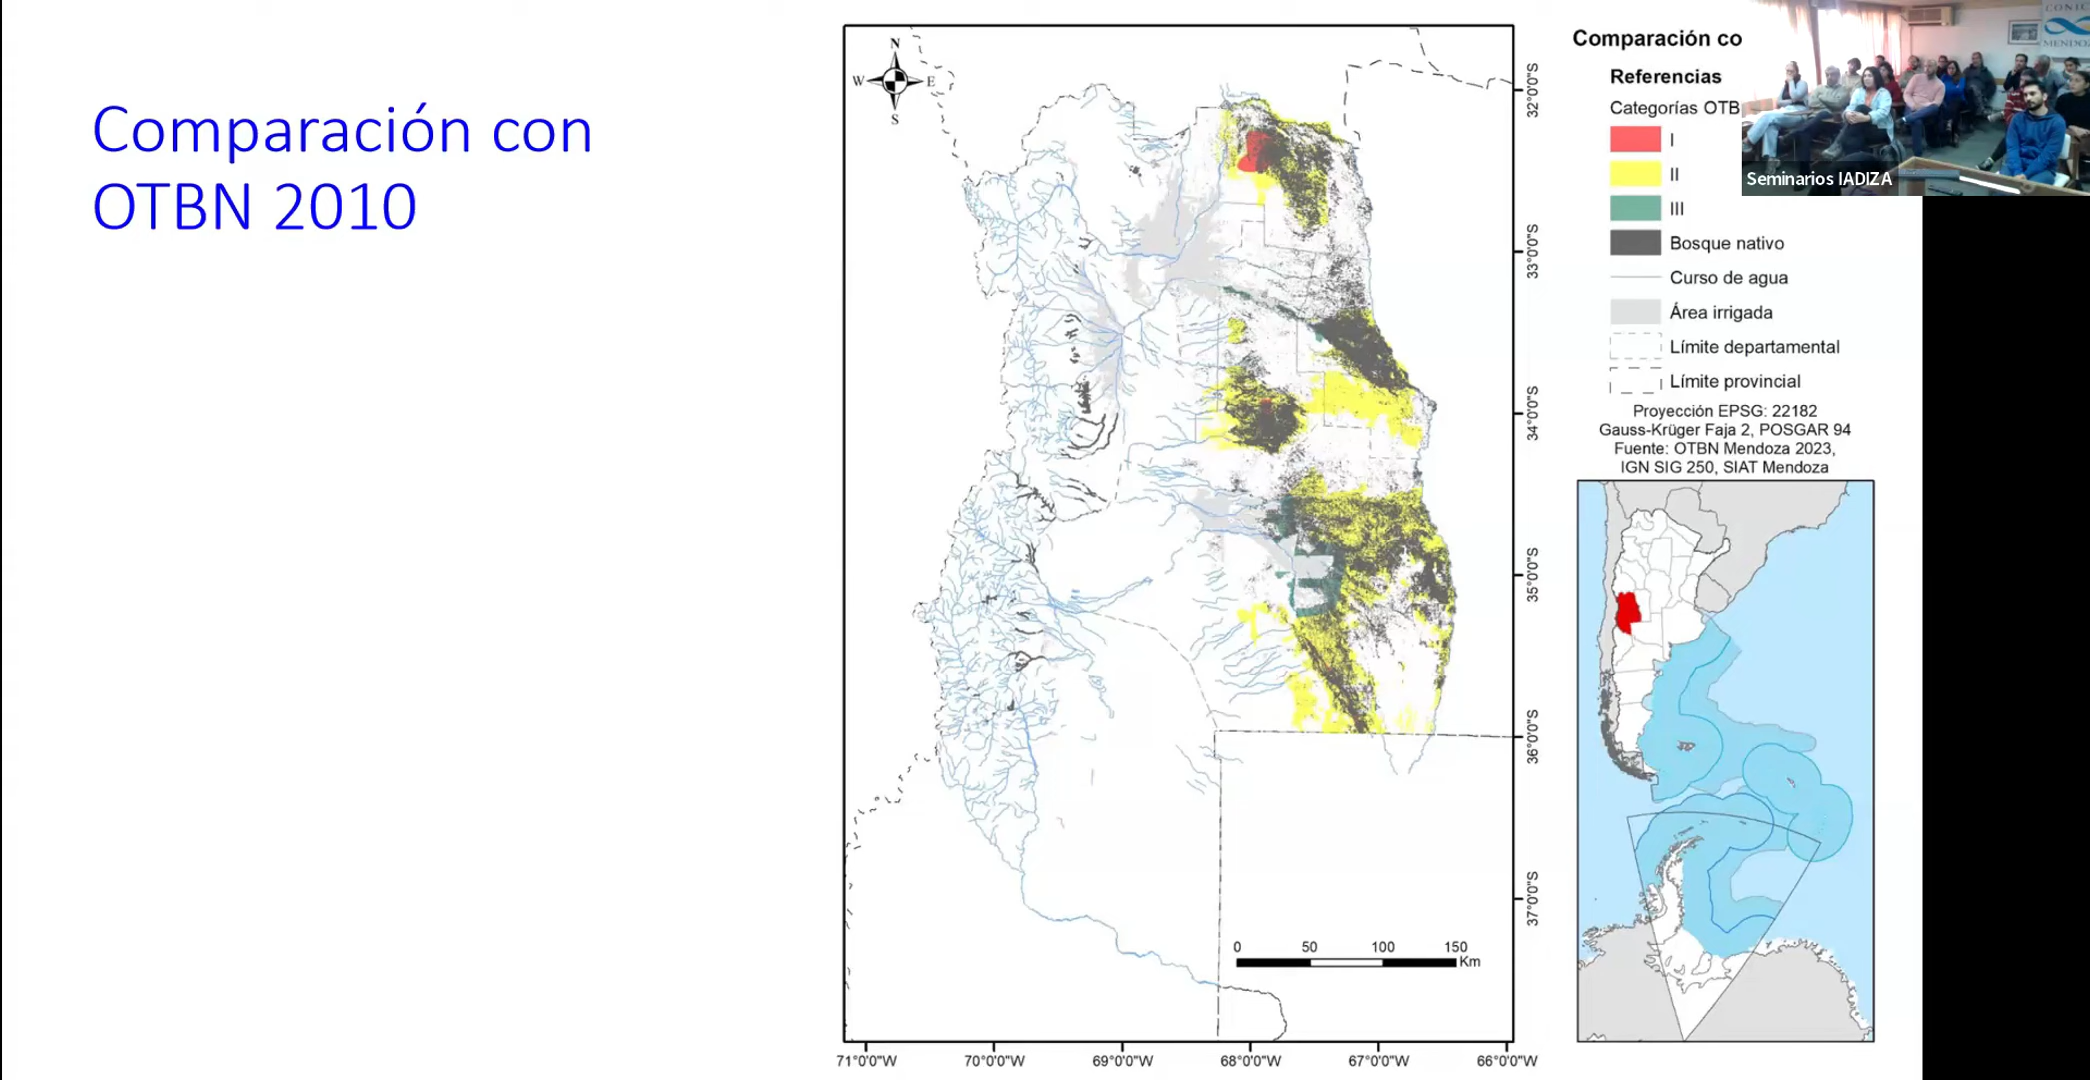 Comparación con
OTBN 2010
N
W
E
S
32°0'0"S
33°0'0"S
34°0'0"S
35°0'0"S
36°0'0"S
37°0'0"S
71°0'0"W
70°0'0"W
69°0'0"W
68°0'0"W
67°0'0"W
66°0'0"W
0
50
100
150
Km
Comparación co
Referencias
Categorías OTB
I
II
III
Bosque nativo
Curso de agua
Área irrigada
Límite departamental
Límite provincial
Proyección EPSG: 22182
Gauss-Krüger Faja 2, POSGAR 94
Fuente: OTBN Mendoza 2023,
IGN SIG 250, SIAT Mendoza
CONIC
MENDOZ
Seminarios IADIZA